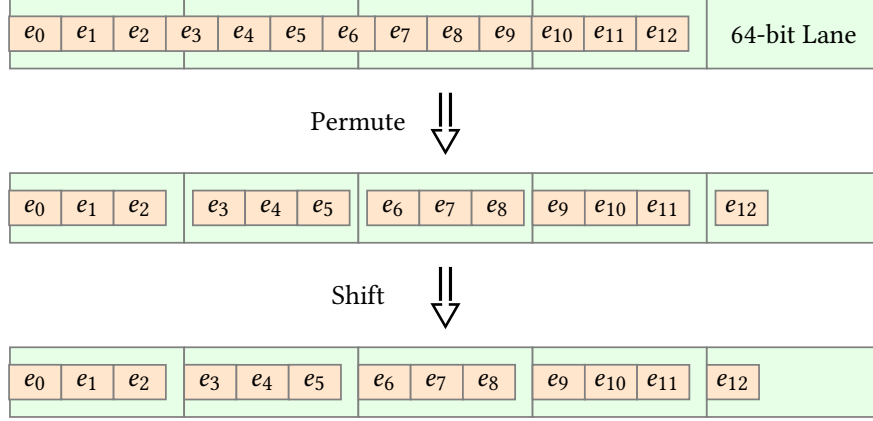 e₀ e₁ e₂ e₃ e₄ e₅ e₆ e₇ e₈ e₉ e₁₀ e₁₁ e₁₂ 64-bit Lane
Permute
e₀ e₁ e₂ e₃ e₄ e₅ e₆ e₇ e₈ e₉ e₁₀ e₁₁ e₁₂
Shift
e₀ e₁ e₂ e₃ e₄ e₅ e₆ e₇ e₈ e₉ e₁₀ e₁₁ e₁₂